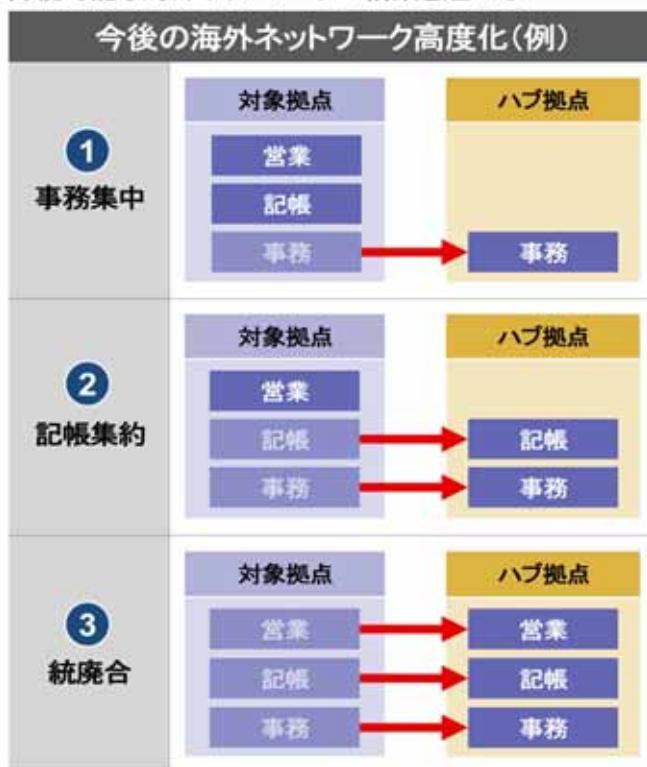 今後の海外ネットワーク高度化(例)
1
事務集中
対象拠点
ハブ拠点
営業
記帳
事務
事務
2
記帳集約
対象拠点
ハブ拠点
営業
記帳
記帳
事務
事務
3
統廃合
対象拠点
ハブ拠点
営業
営業
記帳
記帳
事務
事務